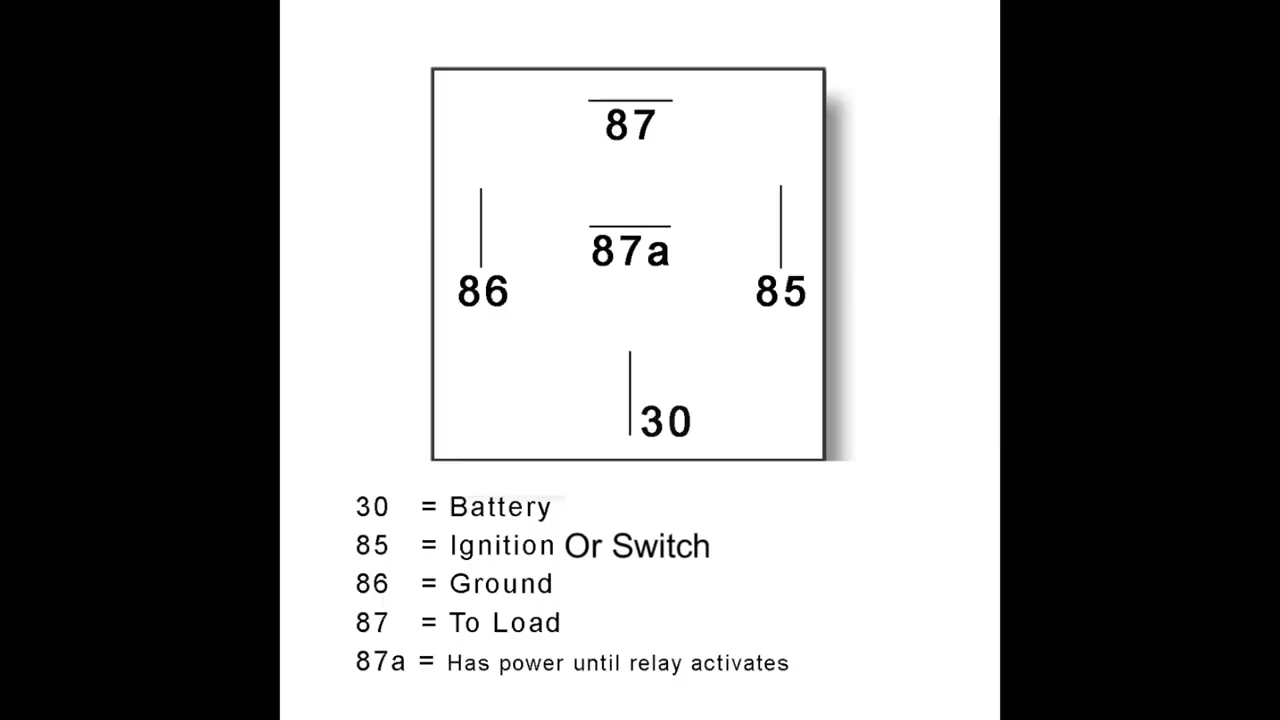 87
87a
86
85
30
30 = Battery
85 = Ignition Or Switch
86 = Ground
87 = To Load
87a = Has power until relay activates